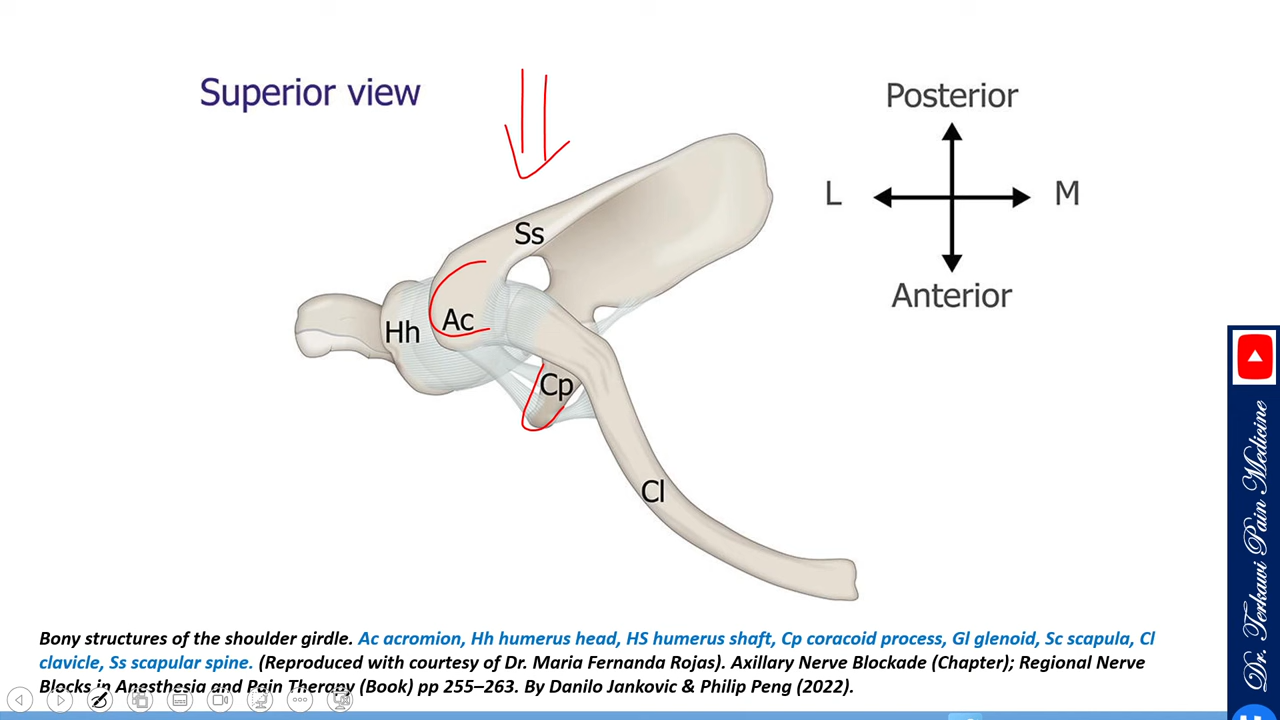 Superior view
Posterior
L
M
Anterior
Ss
Ac
Hh
Cp
Cl
Bony structures of the shoulder girdle. Ac acromion, Hh humerus head, HS humerus shaft, Cp coracoid process, Gl glenoid, Sc scapula, Cl
clavicle, Ss scapular spine. (Reproduced with courtesy of Dr. Maria Fernanda Rojas). Axillary Nerve Blockade (Chapter); Regional Nerve
Blocks in Anesthesia and Pain Therapy (Book) pp 255–263. By Danilo Jankovic & Philip Peng (2022).
Dr. Terkawi Pain Medicine